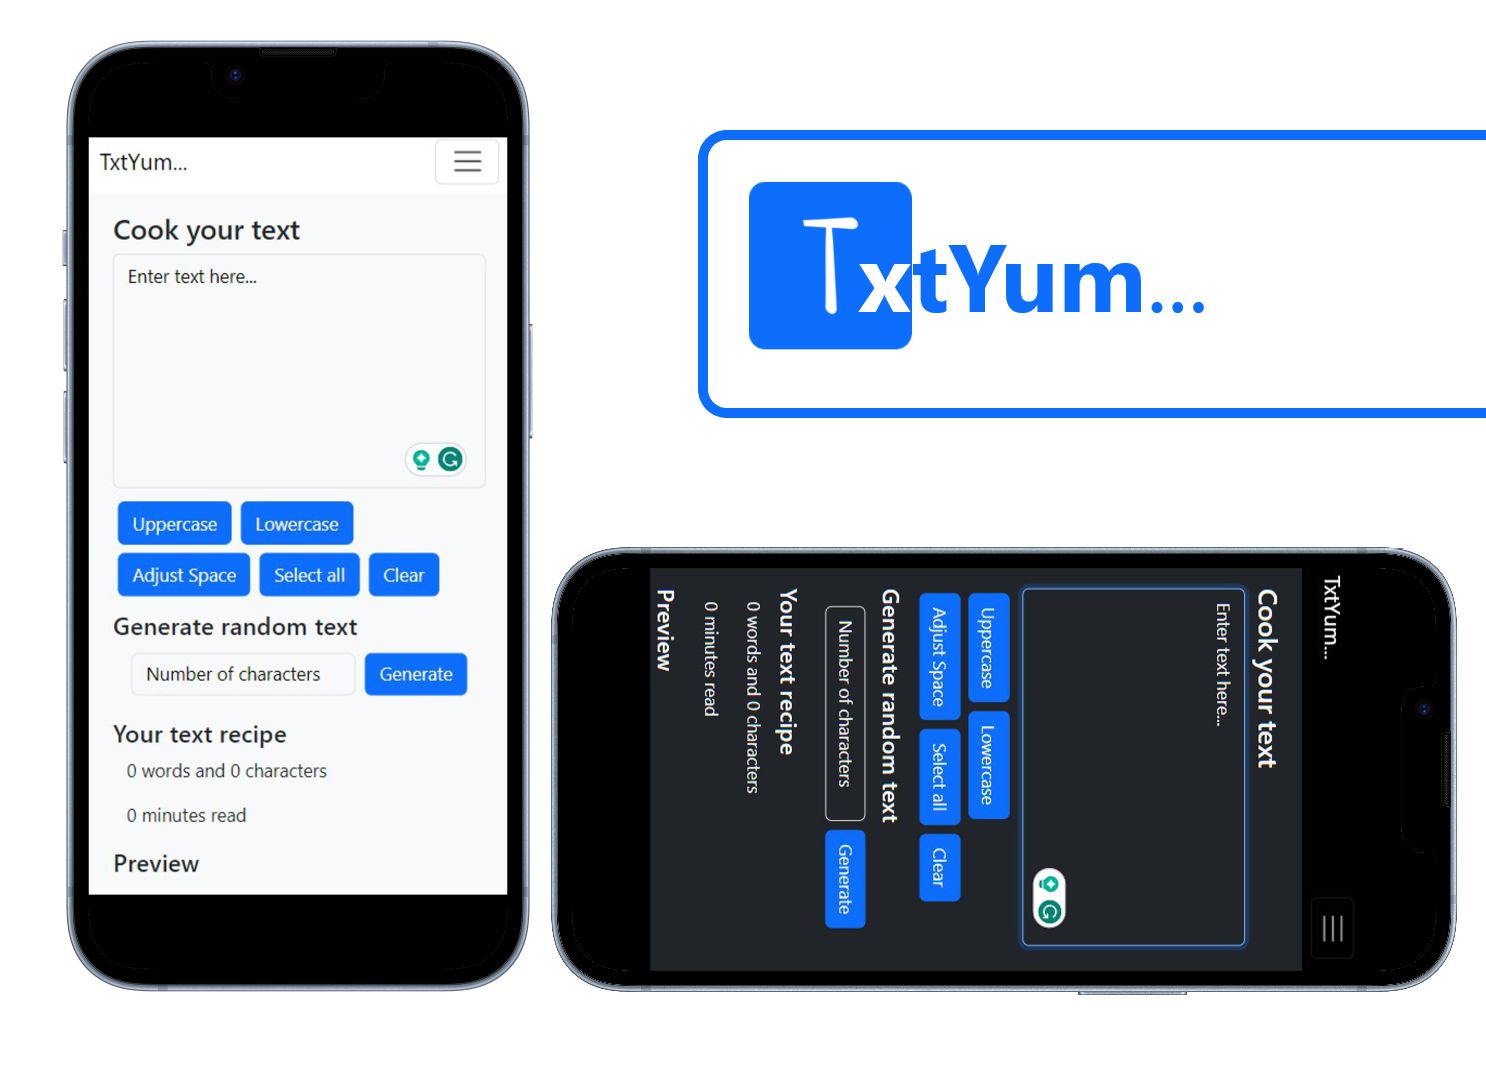 TxtYum...
Cook your text
Enter text here...
Uppercase Lowercase
Adjust Space Select all Clear
Generate random text
Number of characters Generate
Your text recipe
0 words and 0 characters
0 minutes read
Preview
TxtYum...
TxtYum...
Cook your text
Enter text here...
Uppercase Lowercase
Adjust Space Select all Clear
Generate random text
Number of characters Generate
Your text recipe
0 words and 0 characters
0 minutes read
Preview